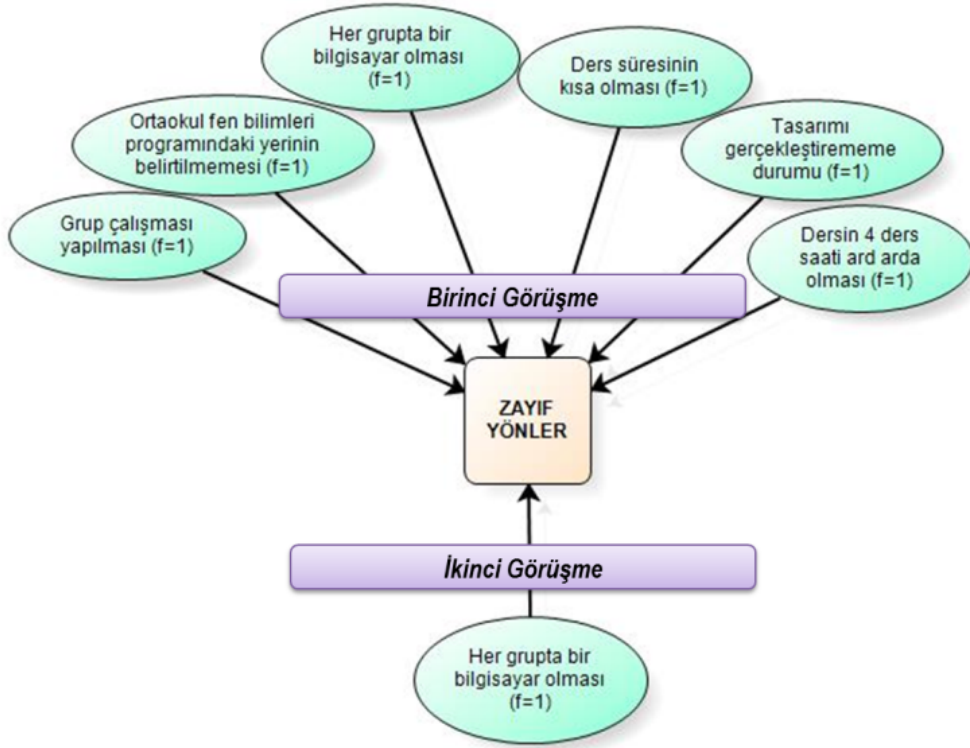 Her grupta bir
bilgisayar olması
(f=1)
Ders süresinin
kısa olması (f=1)
Ortaokul fen bilimleri
programındaki yerinin
belirtilmemesi (f=1)
Tasarımı
gerçekleştirememe
durumu (f=1)
Grup çalışması
yapılması (f=1)
Dersin 4 ders
saati ard arda
olması (f=1)
Birinci Görüşme
ZAYIF
YÖNLER
İkinci Görüşme
Her grupta bir
bilgisayar olması
(f=1)